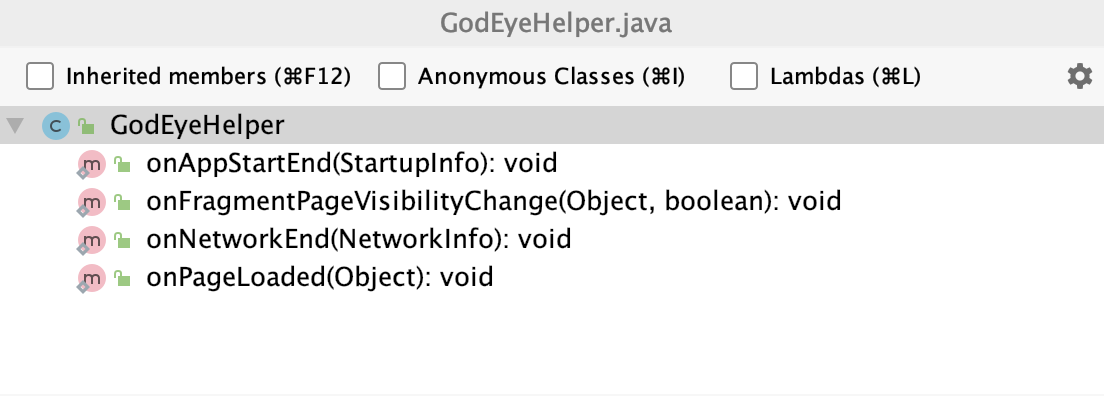 GodEyeHelper.java
Inherited members (⌘F12) Anonymous Classes (⌘I) Lambdas (⌘L)
C GodEyeHelper
m onAppStartEnd(StartupInfo): void
m onFragmentPageVisibilityChange(Object, boolean): void
m onNetworkEnd(NetworkInfo): void
m onPageLoaded(Object): void